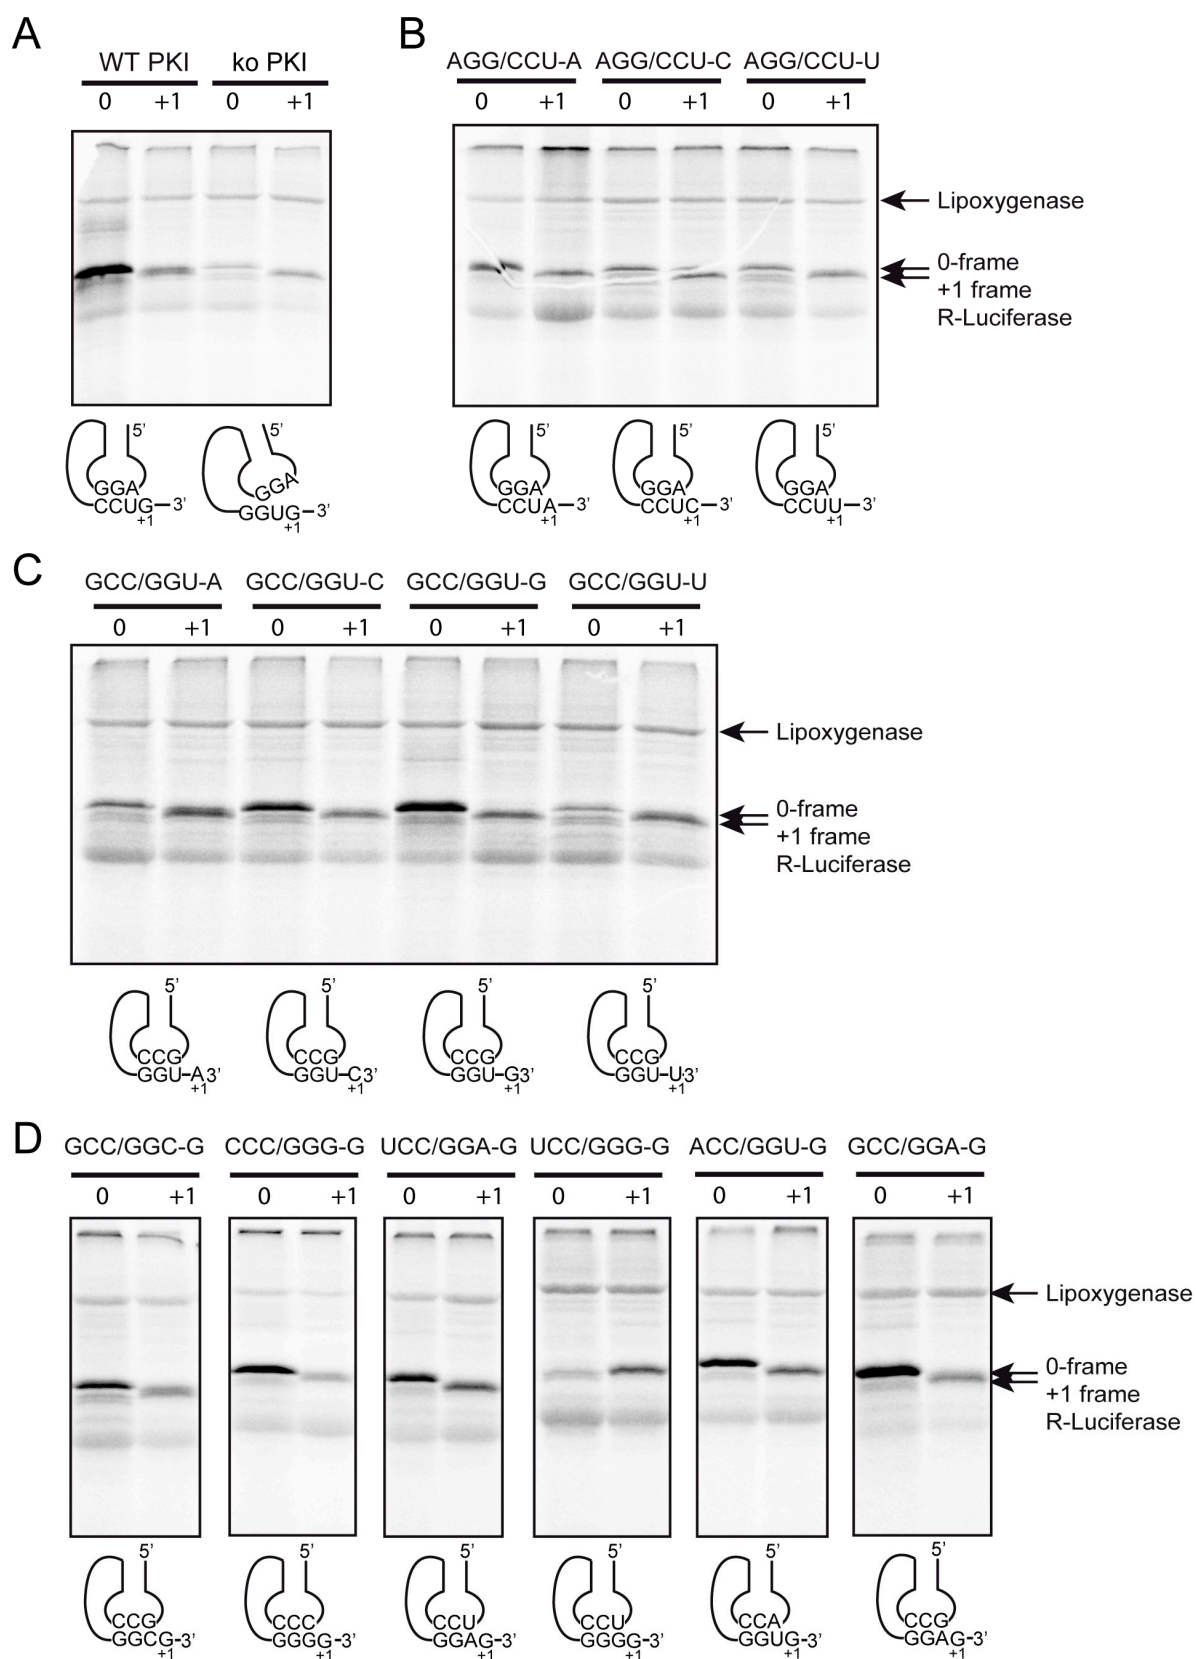 A
WT PKI ko PKI
0 +1 0 +1
5' 5'
GGA GGA
CCUG-3' GGUG-3'
+1 +1
B
AGG/CCU-A AGG/CCU-C AGG/CCU-U
0 +1 0 +1 0 +1
Lipoxygenase
0-frame
+1 frame
R-Luciferase
5' 5' 5'
GGA GGA GGA
CCUA-3' CCUC-3' CCUU-3'
+1 +1 +1
C
GCC/GGU-A GCC/GGU-C GCC/GGU-G GCC/GGU-U
0 +1 0 +1 0 +1 0 +1
Lipoxygenase
0-frame
+1 frame
R-Luciferase
5' 5' 5' 5'
CCG CCG CCG CCG
GGU-A3' GGU-C3' GGU-G3' GGU-U3'
+1 +1 +1 +1
D
GCC/GGC-G CCC/GGG-G UCC/GGA-G UCC/GGG-G ACC/GGU-G GCC/GGA-G
0 +1 0 +1 0 +1 0 +1 0 +1 0 +1
Lipoxygenase
0-frame
+1 frame
R-Luciferase
5' 5' 5' 5' 5' 5'
CCG CCC CCU CCU CCA CCG
GGCG-3' GGGG-3' GGAG-3' GGGG-3' GGUG-3' GGAG-3'
+1 +1 +1 +1 +1 +1